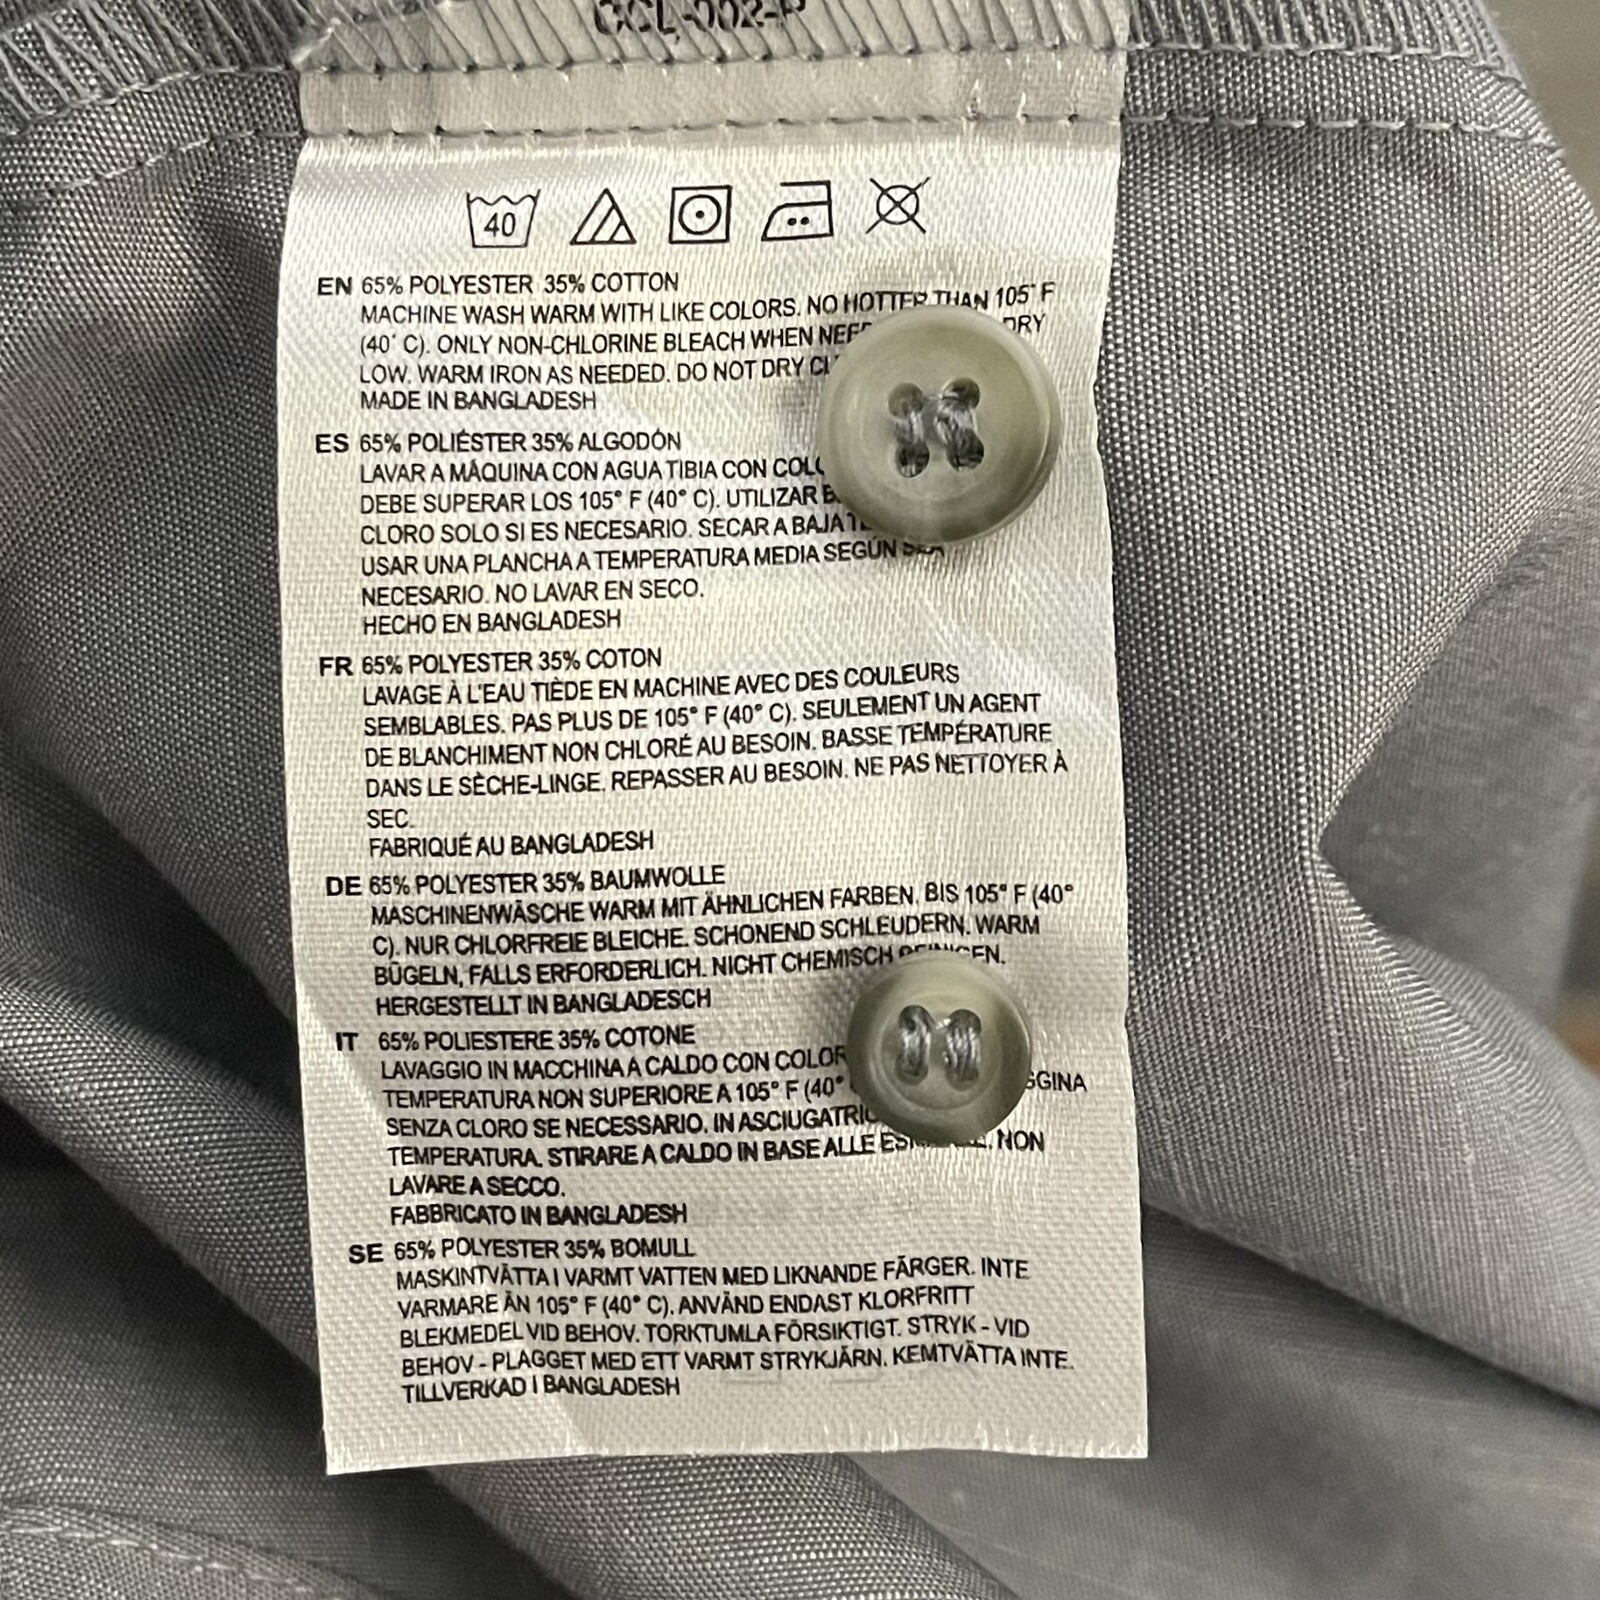 CCL-002-P
40
EN 65% POLYESTER 35% COTTON
MACHINE WASH WARM WITH LIKE COLORS. NO HOTTER THAN 105° F
(40° C). ONLY NON-CHLORINE BLEACH WHEN DRY
LOW. WARM IRON AS NEEDED. DO NOT DRY
MADE IN BANGLADESH
ES 65% POLIÉSTER 35% ALGODÓN
LAVAR A MÁQUINA CON AGUA TIBIA CON
DEBE SUPERAR LOS 105° F (40° C). UTILIZAR
CLORO SOLO SI ES NECESARIO. SECAR A BAJA
USAR UNA PLANCHA A TEMPERATURA MEDIA SEGÚN SEA
NECESARIO. NO LAVAR EN SECO.
HECHO EN BANGLADESH
FR 65% POLYESTER 35% COTON
LAVAGE À L'EAU TIÈDE EN MACHINE AVEC DES COULEURS
SEMBLABLES. PAS PLUS DE 105° F (40° C). SEULEMENT UN AGENT
DE BLANCHIMENT NON CHLORÉ AU BESOIN. BASSE TEMPÉRATURE
DANS LE SÈCHE-LINGE. REPASSER AU BESOIN. NE PAS NETTOYER À
SEC.
FABRIQUÉ AU BANGLADESH
DE 65% POLYESTER 35% BAUMWOLLE
MASCHINENWÄSCHE WARM MIT ÄHNLICHEN FARBEN. BIS 105° F (40°
C). NUR CHLORFREIE BLEICHE. SCHONEND SCHLEUDERN. WARM
BÜGELN, FALLS ERFORDERLICH. NICHT CHEMISCH REINIGEN.
HERGESTELLT IN BANGLADESCH
IT 65% POLIESTERE 35% COTONE
LAVAGGIO IN MACCHINA A CALDO CON
TEMPERATURA NON SUPERIORE A 105° F (40°
SENZA CLORO SE NECESSARIO. IN
TEMPERATURA. STIRARE A CALDO IN BASE ALLE NON
LAVARE A SECCO.
FABBRICATO IN BANGLADESH
SE 65% POLYESTER 35% BOMULL
MASKINTVÄTTA I VARMT VATTEN MED LIKNANDE FÄRGER. INTE
VARMARE ÄN 105° F (40° C). ANVÄND ENDAST KLORFRITT
BLEKMEDEL VID BEHOV. TORKTUMLA FÖRSIKTIGT. STRYK - VID
BEHOV - PLAGGET MED ETT VARMT STRYKJÄRN. KEMTVÄTTA INTE.
TILLVERKAD I BANGLADESH